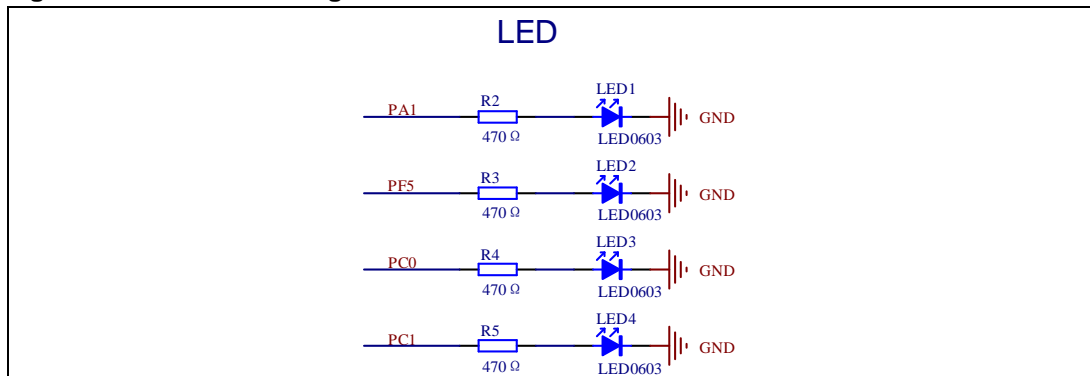 LED
LED1
PA1 R2 GND
470 Ω LED0603
LED2
PF5 R3 GND
470 Ω LED0603
LED3
PC0 R4 GND
470 Ω LED0603
LED4
PC1 R5 GND
470 Ω LED0603